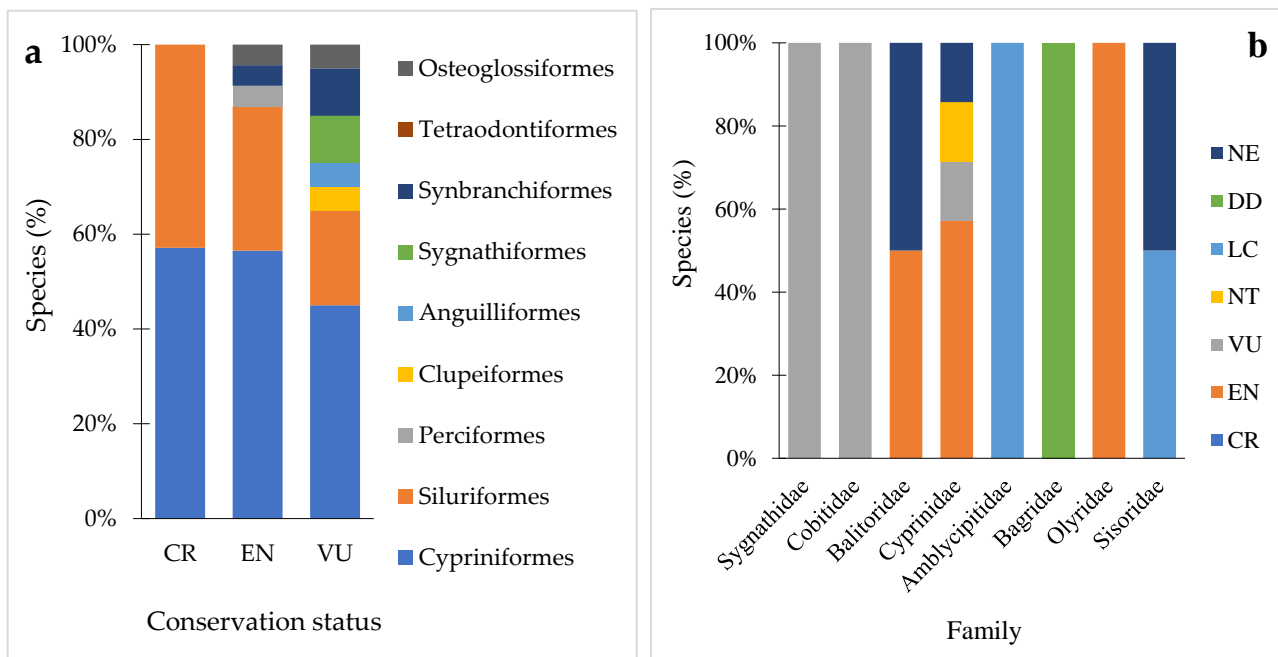 a
100%
80%
60%
40%
20%
0%
Species (%)
CR EN VU
Conservation status
Osteoglossiformes
Tetraodontiformes
Synbranchiformes
Sygnathiformes
Anguilliformes
Clupeiformes
Perciformes
Siluriformes
Cypriniformes
b
100%
80%
60%
40%
20%
0%
Species (%)
Sygnathidae
Cobitidae
Balitoridae
Cyprinidae
Amblycipitidae
Bagridae
Olyridae
Sisoridae
Family
NE
DD
LC
NT
VU
EN
CR